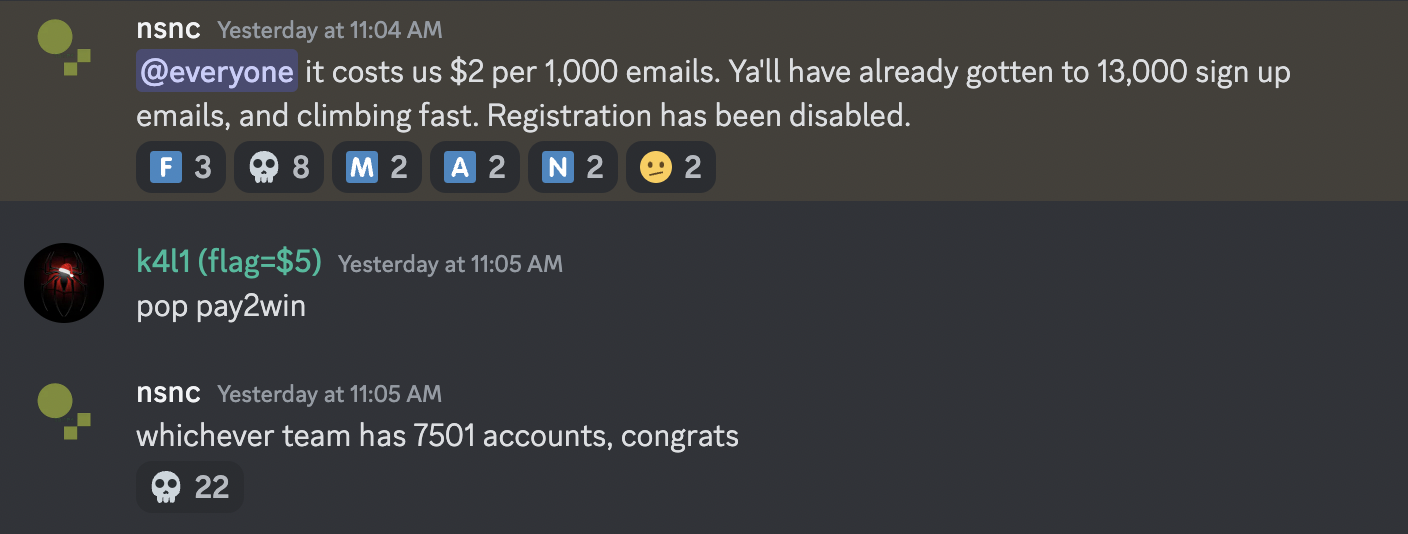 nsnc Yesterday at 11:04 AM
@everyone it costs us $2 per 1,000 emails. Ya'll have already gotten to 13,000 sign up
emails, and climbing fast. Registration has been disabled.
F 3 💀 8 M 2 A 2 N 2 🫤 2
k4l1 (flag=$5) Yesterday at 11:05 AM
pop pay2win
nsnc Yesterday at 11:05 AM
whichever team has 7501 accounts, congrats
💀 22